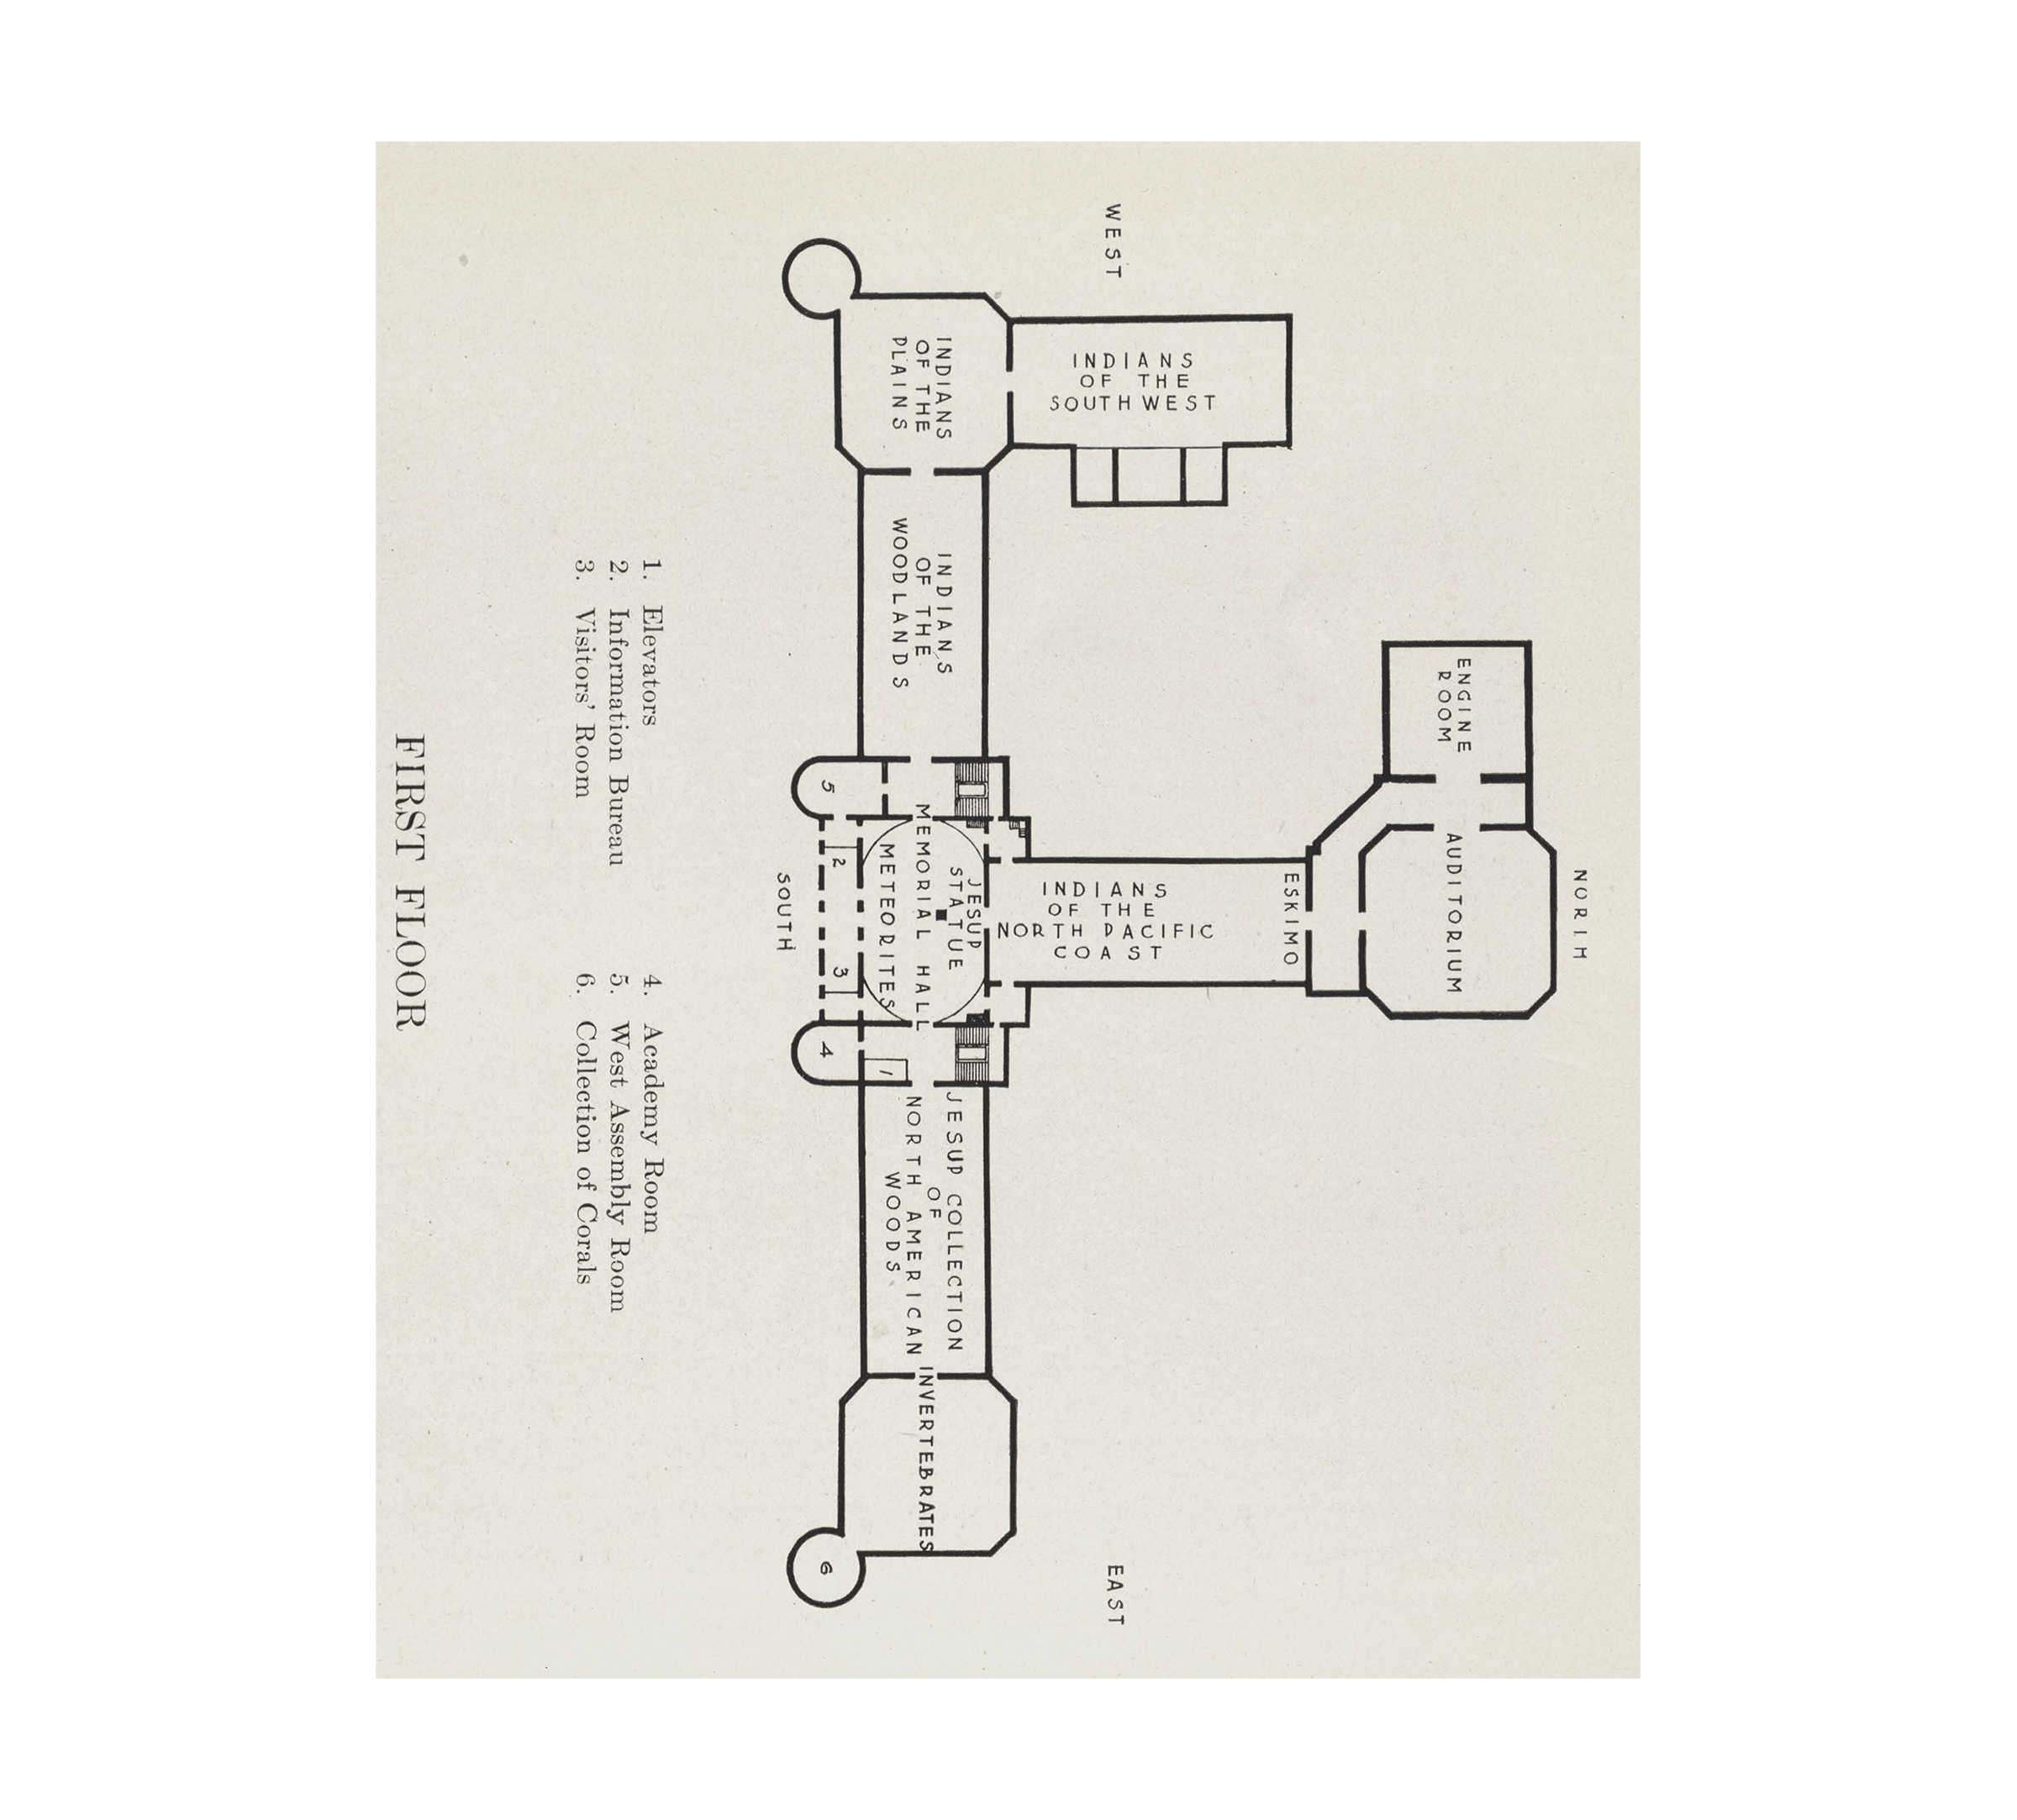 NORTH
ENGINE
ROOM
AUDITORIUM
WEST
EAST
ESKIMO
INDIANS
OF THE
SOUTHWEST
INDIANS
OF THE
NORTH PACIFIC
COAST
INDIANS
OF THE
PLAINS
INDIANS
OF THE
WOODLANDS
JESUP
STATUE
MEMORIAL HALL
METEORITES
JESUP COLLECTION
OF
NORTH AMERICAN
WOODS
INVERTEBRATES
1
2
3
5
4
6
SOUTH
1. Elevators
2. Information Bureau
3. Visitors' Room
4. Academy Room
5. West Assembly Room
6. Collection of Corals
FIRST FLOOR